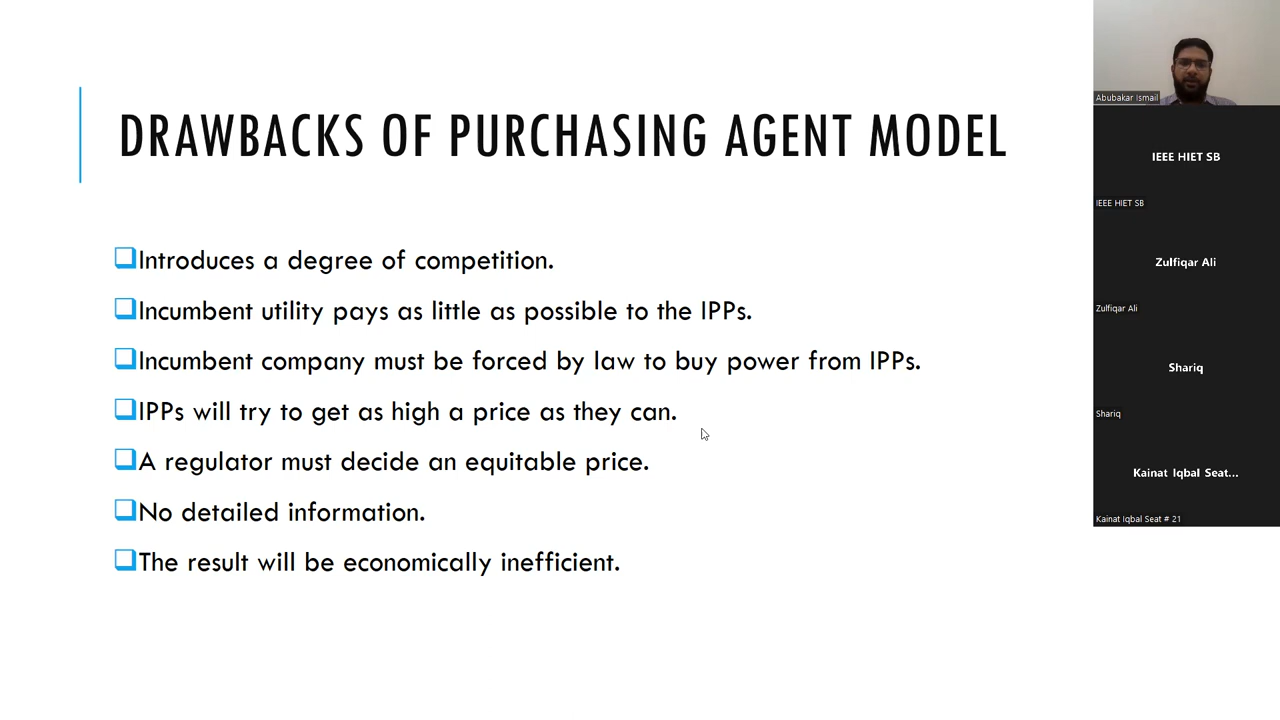 DRAWBACKS OF PURCHASING AGENT MODEL
Introduces a degree of competition.
Incumbent utility pays as little as possible to the IPPs.
Incumbent company must be forced by law to buy power from IPPs.
IPPs will try to get as high a price as they can.
A regulator must decide an equitable price.
No detailed information.
The result will be economically inefficient.
Abubakar Ismail
IEEE HIET SB
IEEE HIET SB
Zulfiqar Ali
Zulfiqar Ali
Shariq
Shariq
Kainat Iqbal Seat...
Kainat Iqbal Seat # 21